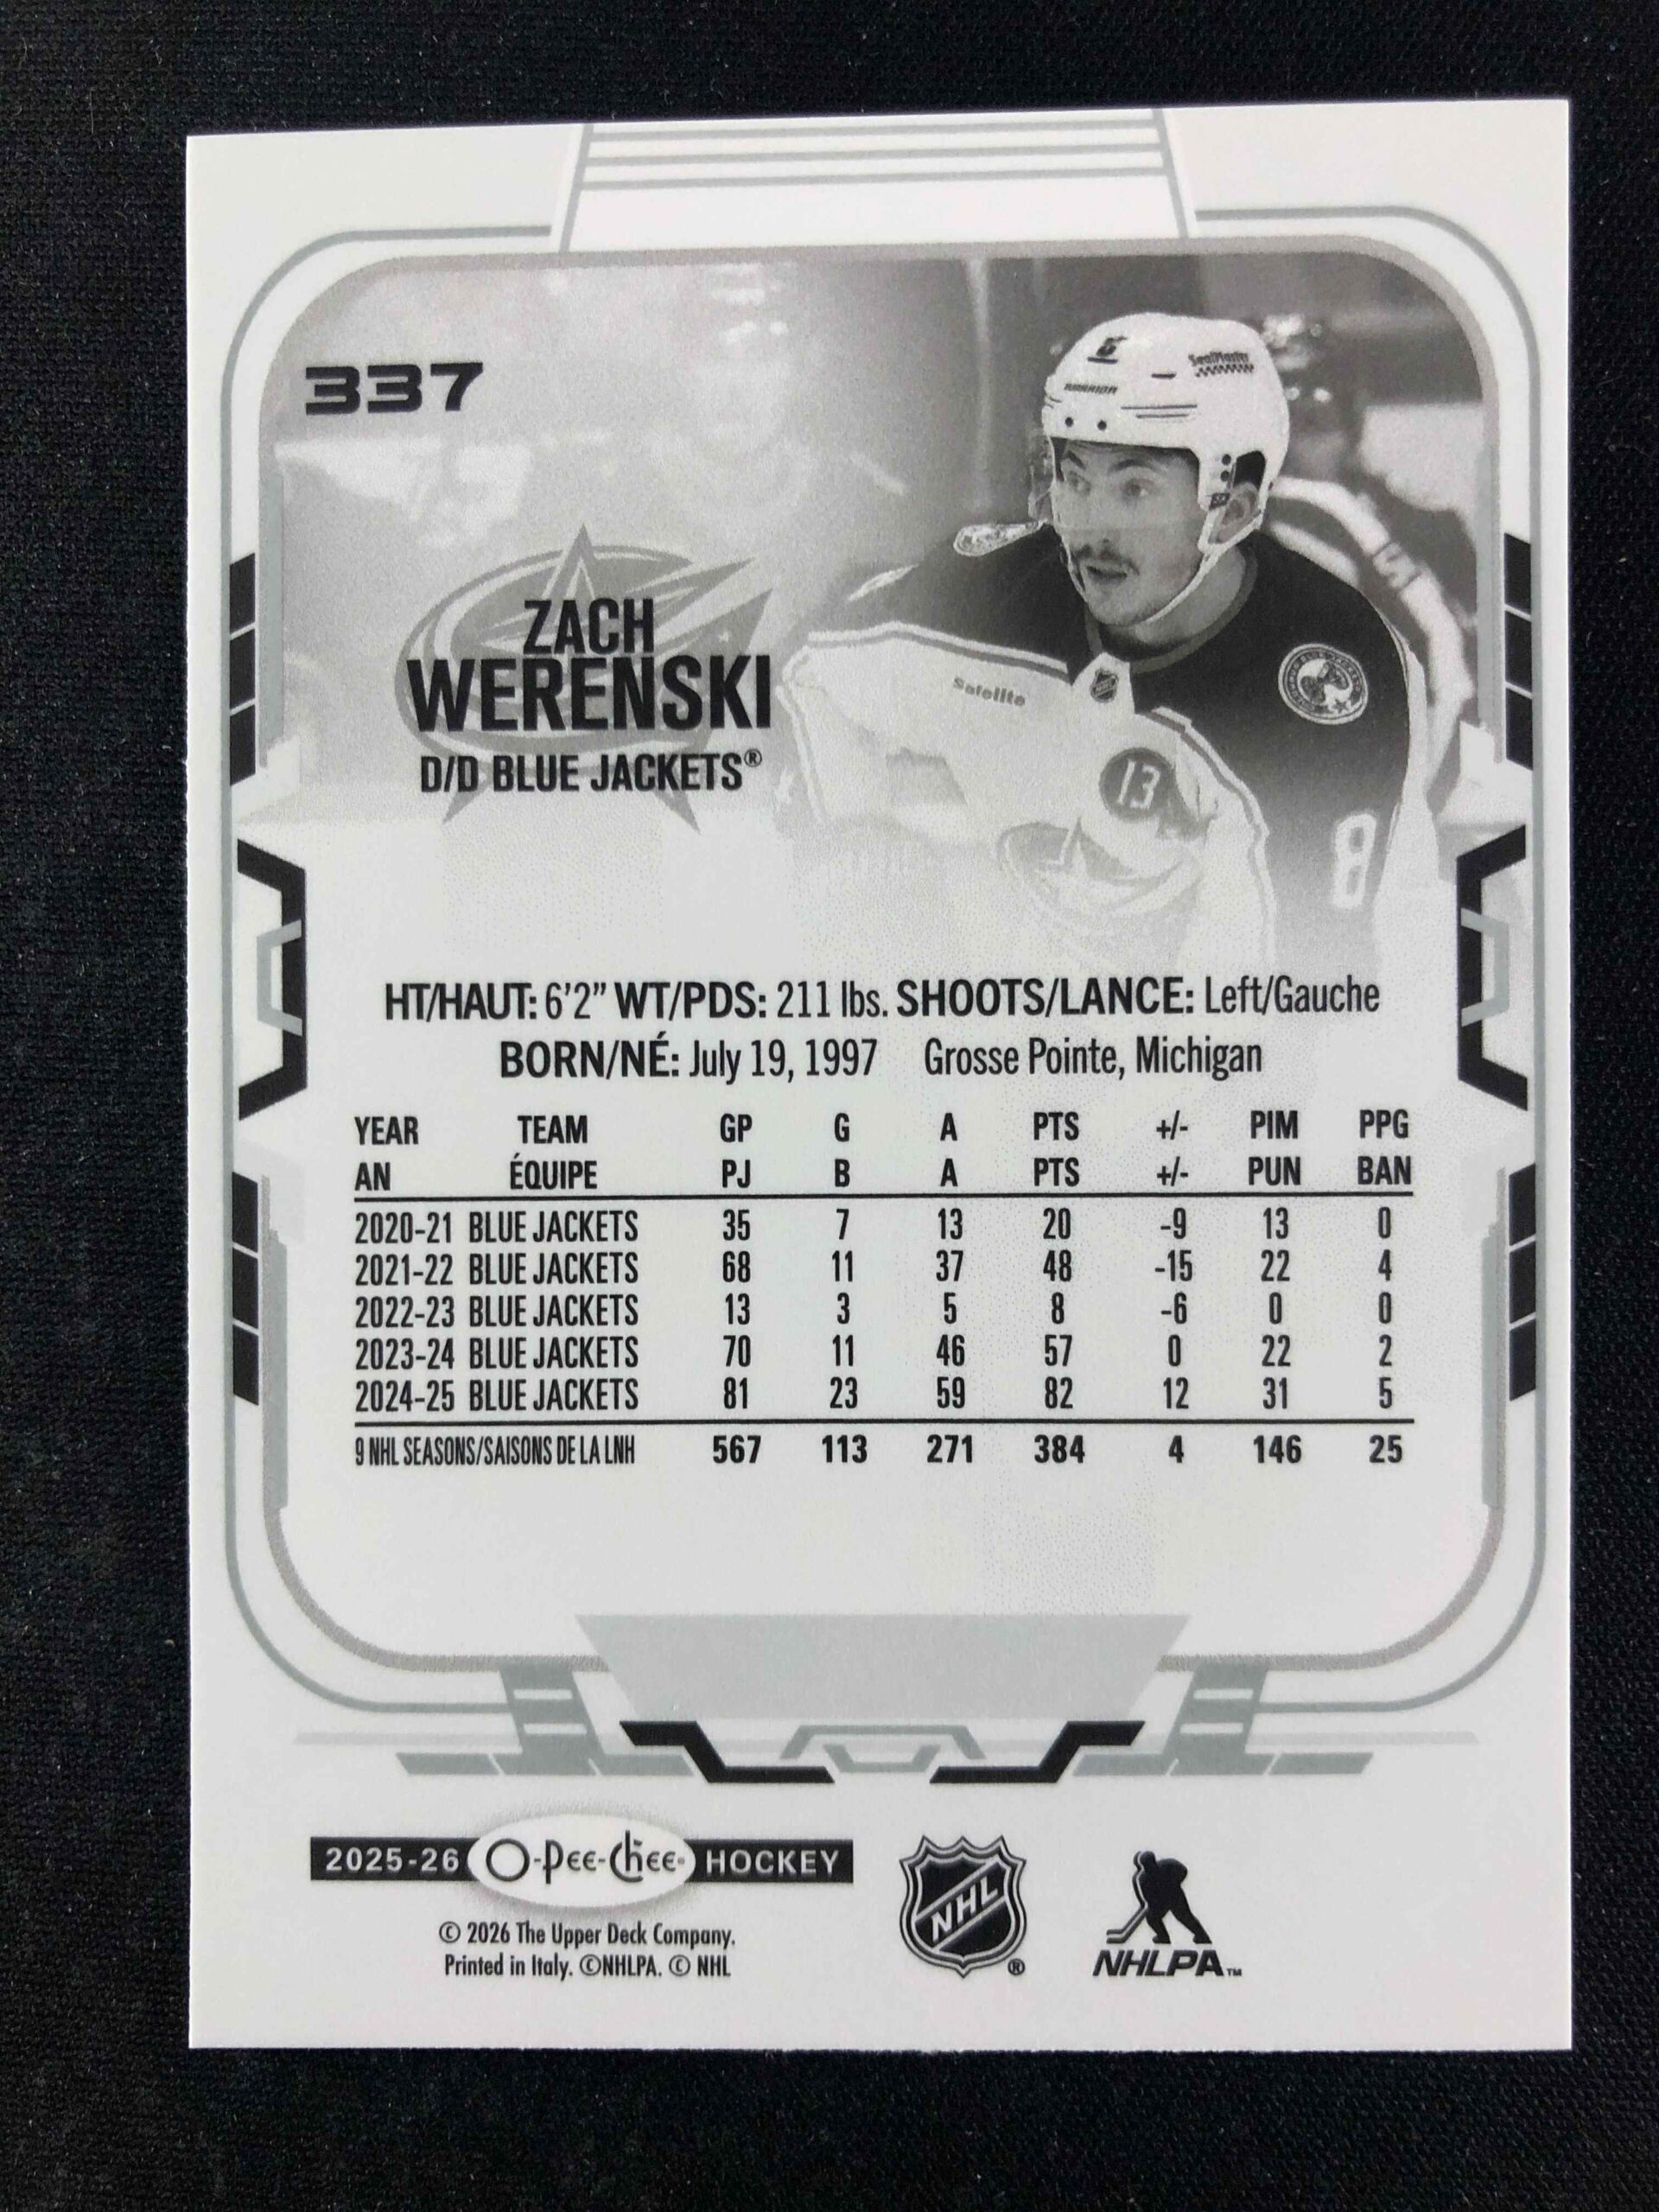 337
SealMaster
WARRIOR
ZACH
WERENSKI
D/D BLUE JACKETS®
Satelite
13
8
HT/HAUT: 6'2" WT/PDS: 211 lbs. SHOOTS/LANCE: Left/Gauche
BORN/NÉ: July 19, 1997 Grosse Pointe, Michigan
YEAR TEAM GP G A PTS +/- PIM PPG
AN ÉQUIPE PJ B A PTS +/- PUN BAN
2020-21 BLUE JACKETS 35 7 13 20 -9 13 0
2021-22 BLUE JACKETS 68 11 37 48 -15 22 4
2022-23 BLUE JACKETS 13 3 5 8 -6 0 0
2023-24 BLUE JACKETS 70 11 46 57 0 22 2
2024-25 BLUE JACKETS 81 23 59 82 12 31 5
9 NHL SEASONS/SAISONS DE LA LNH 567 113 271 384 4 146 25
2025-26 O-Pee-Chee HOCKEY
© 2026 The Upper Deck Company.
Printed in Italy. ©NHLPA. © NHL
NHL®
NHLPA™